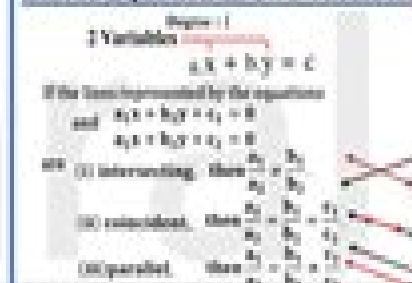 Degree : 1
2 Variables
ax + by = c
if the lines represented by the equations
a₁x + b₁y + c₁ = 0
and
a₂x + b₂y + c₂ = 0
are (i) intersecting, then a₁/a₂ ≠ b₁/b₂
(ii) coincident, then a₁/a₂ = b₁/b₂ = c₁/c₂
(iii) parallel, then a₁/a₂ = b₁/b₂ ≠ c₁/c₂